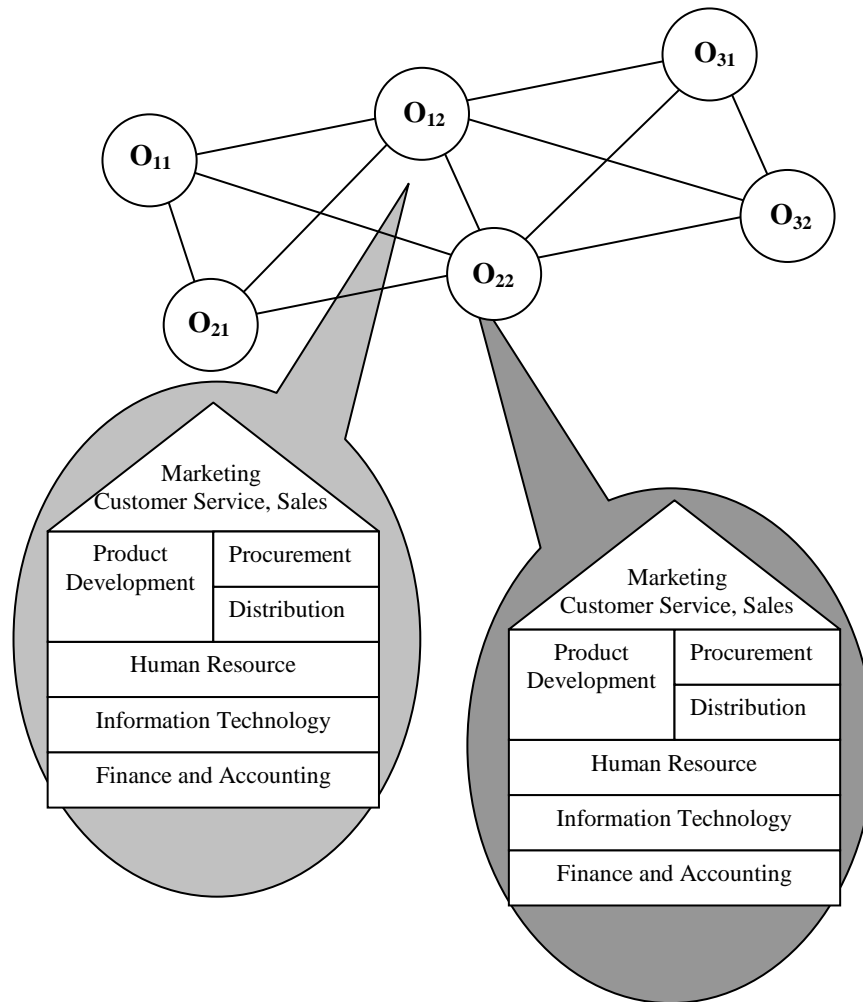 O31
O12
O11
O32
O22
O21
Marketing
Customer Service, Sales
Product
Development
Procurement
Distribution
Human Resource
Information Technology
Finance and Accounting
Marketing
Customer Service, Sales
Product
Development
Procurement
Distribution
Human Resource
Information Technology
Finance and Accounting